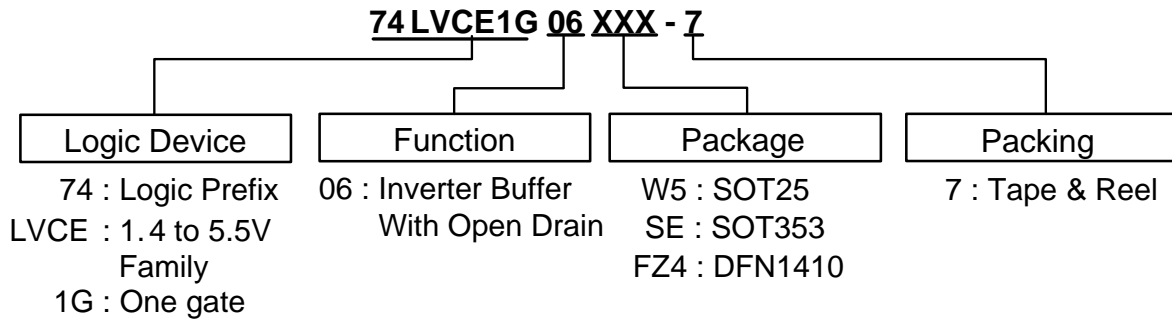 74 LVCE1G 06 XXX - 7
Logic Device
74 : Logic Prefix
LVCE : 1. 4 to 5.5V
Family
1G : One gate
Function
06 : Inverter Buffer
With Open Drain
Package
W5 : SOT25
SE : SOT353
FZ4 : DFN1410
Packing
7 : Tape & Reel